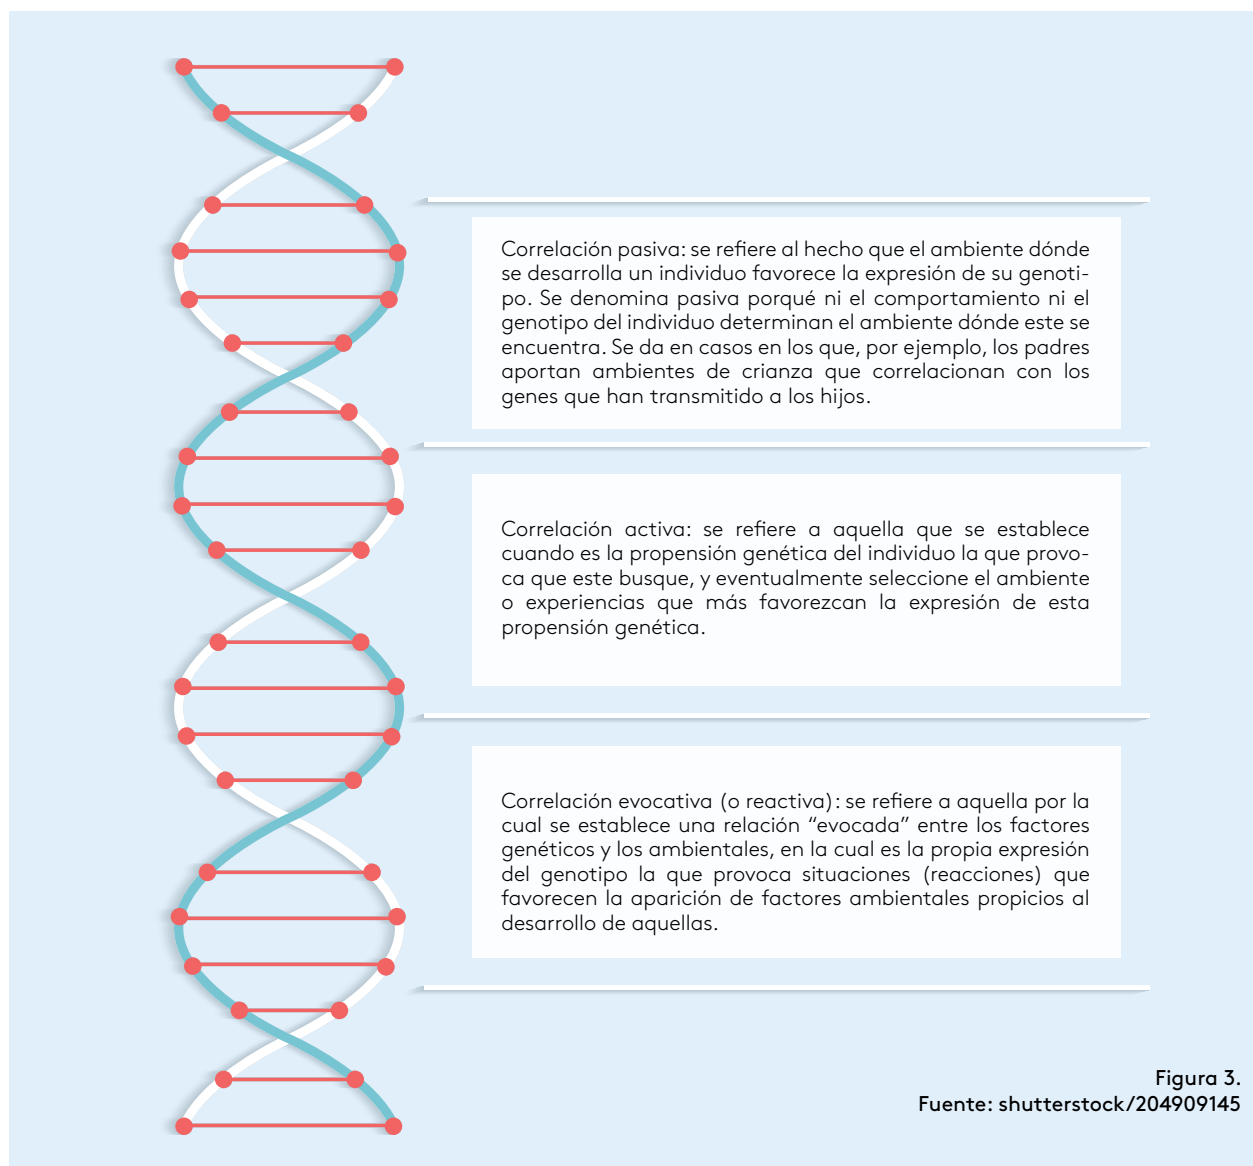 Correlación pasiva: se refiere al hecho que el ambiente dónde
se desarrolla un individuo favorece la expresión de su genoti-
po. Se denomina pasiva porqué ni el comportamiento ni el
genotipo del individuo determinan el ambiente dónde este se
encuentra. Se da en casos en los que, por ejemplo, los padres
aportan ambientes de crianza que correlacionan con los
genes que han transmitido a los hijos.
Correlación activa: se refiere a aquella que se establece
cuando es la propensión genética del individuo la que provo-
ca que este busque, y eventualmente seleccione el ambiente
o experiencias que más favorezcan la expresión de esta
propensión genética.
Correlación evocativa (o reactiva): se refiere a aquella por la
cual se establece una relación “evocada” entre los factores
genéticos y los ambientales, en la cual es la propia expresión
del genotipo la que provoca situaciones (reacciones) que
favorecen la aparición de factores ambientales propicios al
desarrollo de aquellas.
Figura 3.
Fuente: shutterstock/204909145